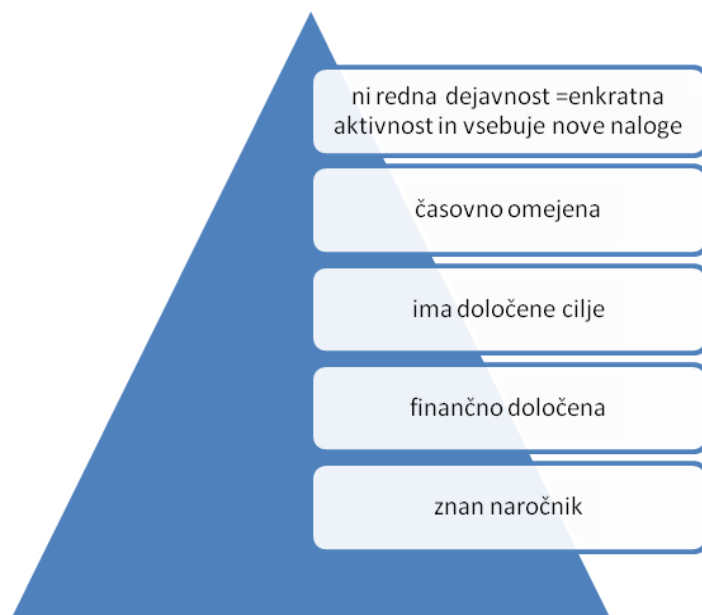 ni redna dejavnost =enkratna
aktivnost in vsebuje nove naloge
časovno omejena
ima določene cilje
finančno določena
znan naročnik